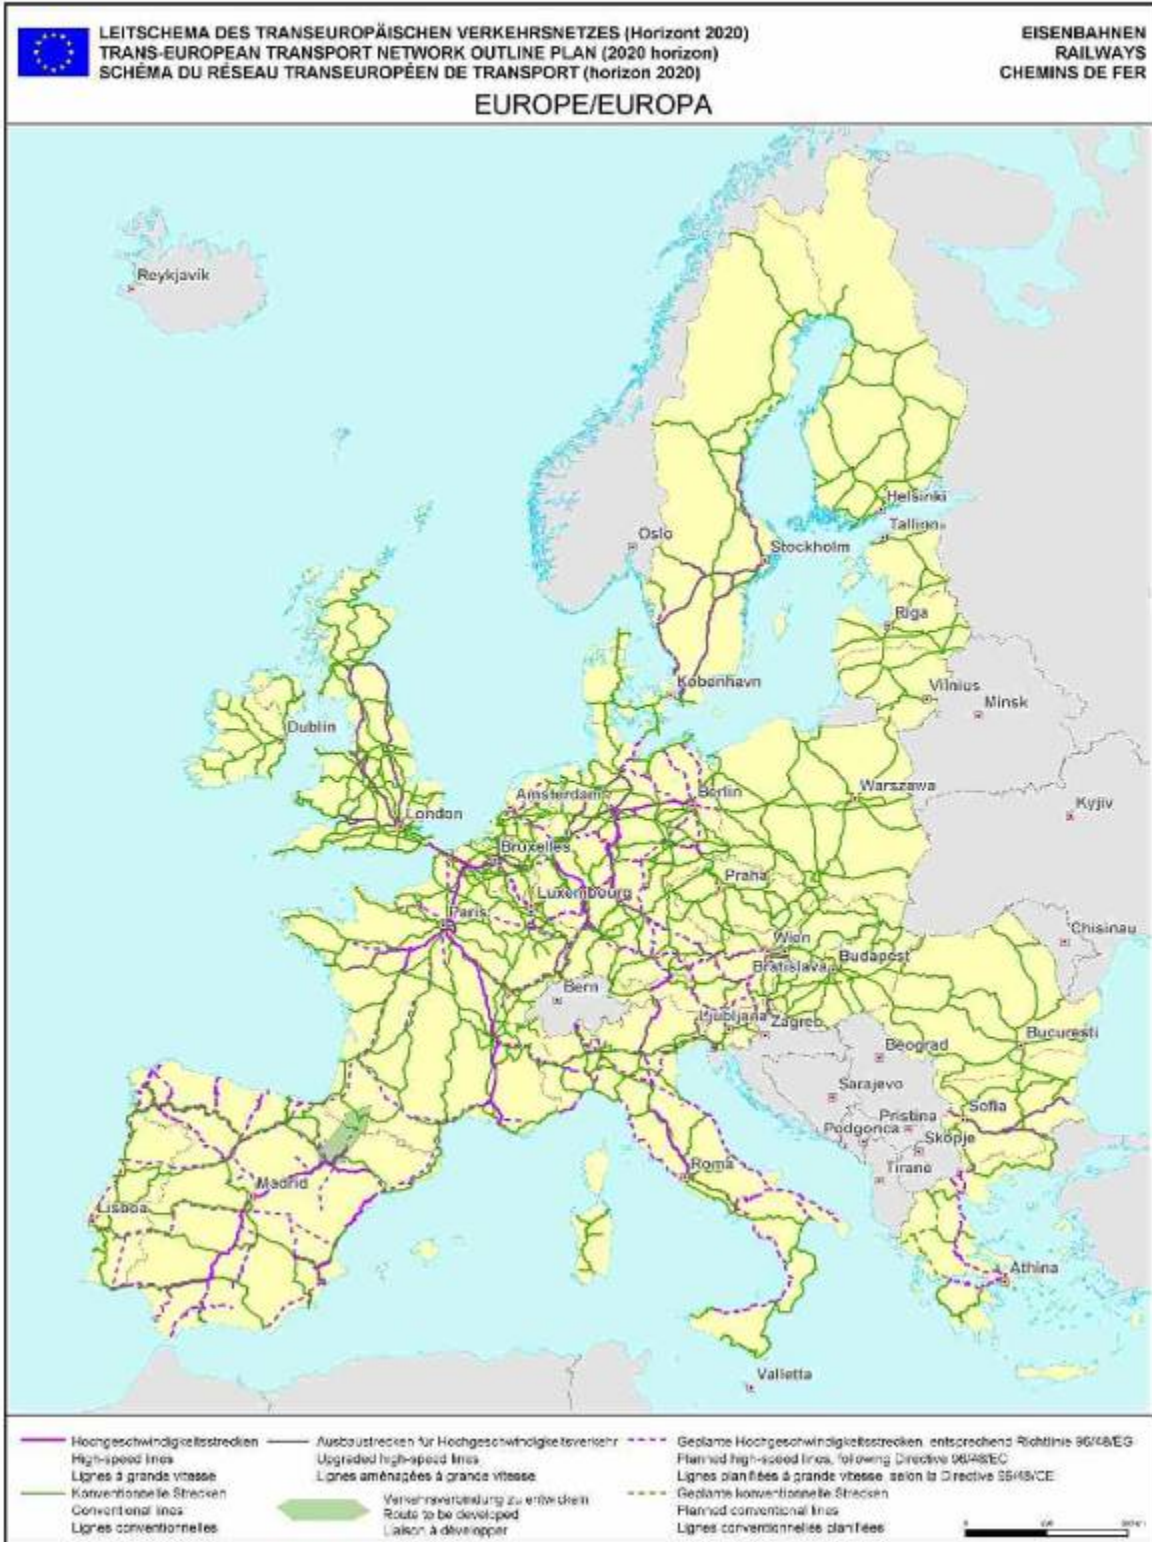 LEITSCHEMA DES TRANSEUROPÄISCHEN VERKEHRSNETZES (Horizont 2020)
TRANS-EUROPEAN TRANSPORT NETWORK OUTLINE PLAN (2020 horizon)
SCHÉMA DU RÉSEAU TRANSEUROPÉEN DE TRANSPORT (horizon 2020)
EISENBAHNEN
RAILWAYS
CHEMINS DE FER
EUROPE/EUROPA
Reykjavik
Helsinki
Tallinn
Oslo
Stockholm
Riga
København
Vilnius
Minsk
Dublin
Warszawa
Amsterdam
Berlin
Kyjiv
London
Bruxelles
Praha
Luxembourg
Paris
Chisinau
Wien
Budapest
Bratislava
Bern
Ljubljana
Zagreb
Bucuresti
Beograd
Sarajevo
Sofia
Pristina
Podgorica
Skopje
Roma
Tirane
Madrid
Lisboa
Athina
Valletta
Hochgeschwindigkeitsstrecken
High-speed lines
Lignes à grande vitesse
Konventionnelle Strecken
Conventional lines
Lignes conventionnelles
Ausbaustrecken für Hochgeschwindigkeitsverkehr
Upgraded high-speed lines
Lignes aménagées à grande vitesse
Verkehrsverbindung zu entwickeln
Route to be developed
Liaison à développer
Geplante Hochgeschwindigkeitsstrecken, entsprechend Richtlinie 96/48/EG
Planned high-speed lines, following Directive 96/48/EC
Lignes planifiées à grande vitesse, selon la Directive 96/48/CE
Geplante konventionelle Strecken
Planned conventional lines
Lignes conventionnelles planifiées